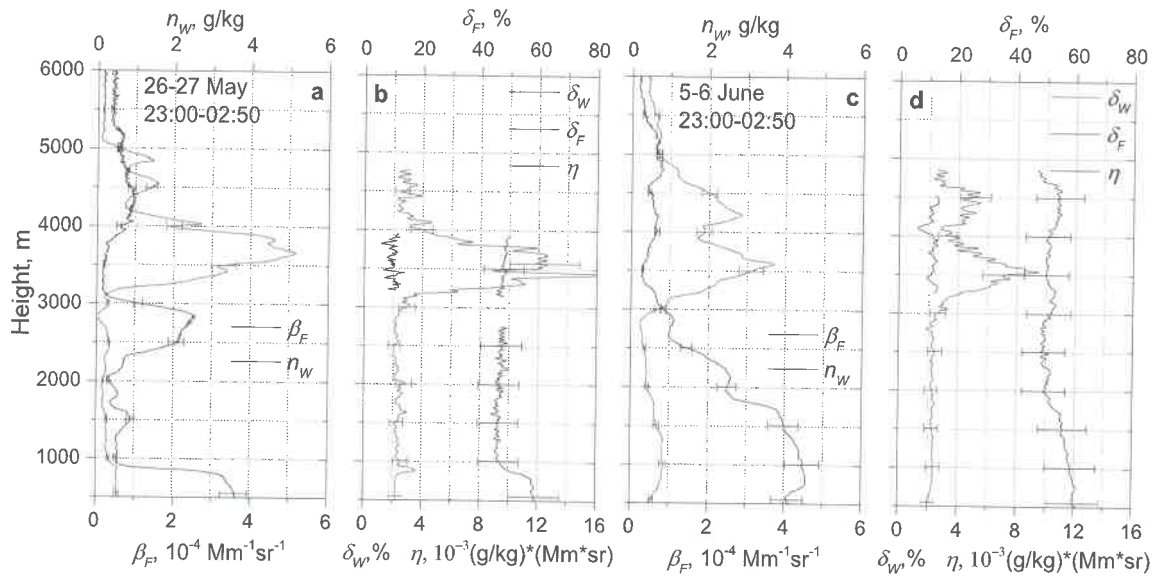 n_W, g/kg
δ_F, %
n_W, g/kg
δ_F, %
0 2 4 6
0 20 40 60 80
0 2 4 6
0 20 40 60 80
6000
5000
4000
3000
2000
1000
Height, m
26-27 May
23:00-02:50
a
β_F
n_W
b
δ_W
δ_F
η
5-6 June
23:00-02:50
c
β_F
n_W
d
δ_W
δ_F
η
0 2 4 6
0 4 8 12 16
0 2 4 6
0 4 8 12 16
β_F, 10⁻⁴ Mm⁻¹sr⁻¹
δ_W,% η, 10⁻³(g/kg)*(Mm*sr)
β_F, 10⁻⁴ Mm⁻¹sr⁻¹
δ_W,% η, 10⁻³(g/kg)*(Mm*sr)